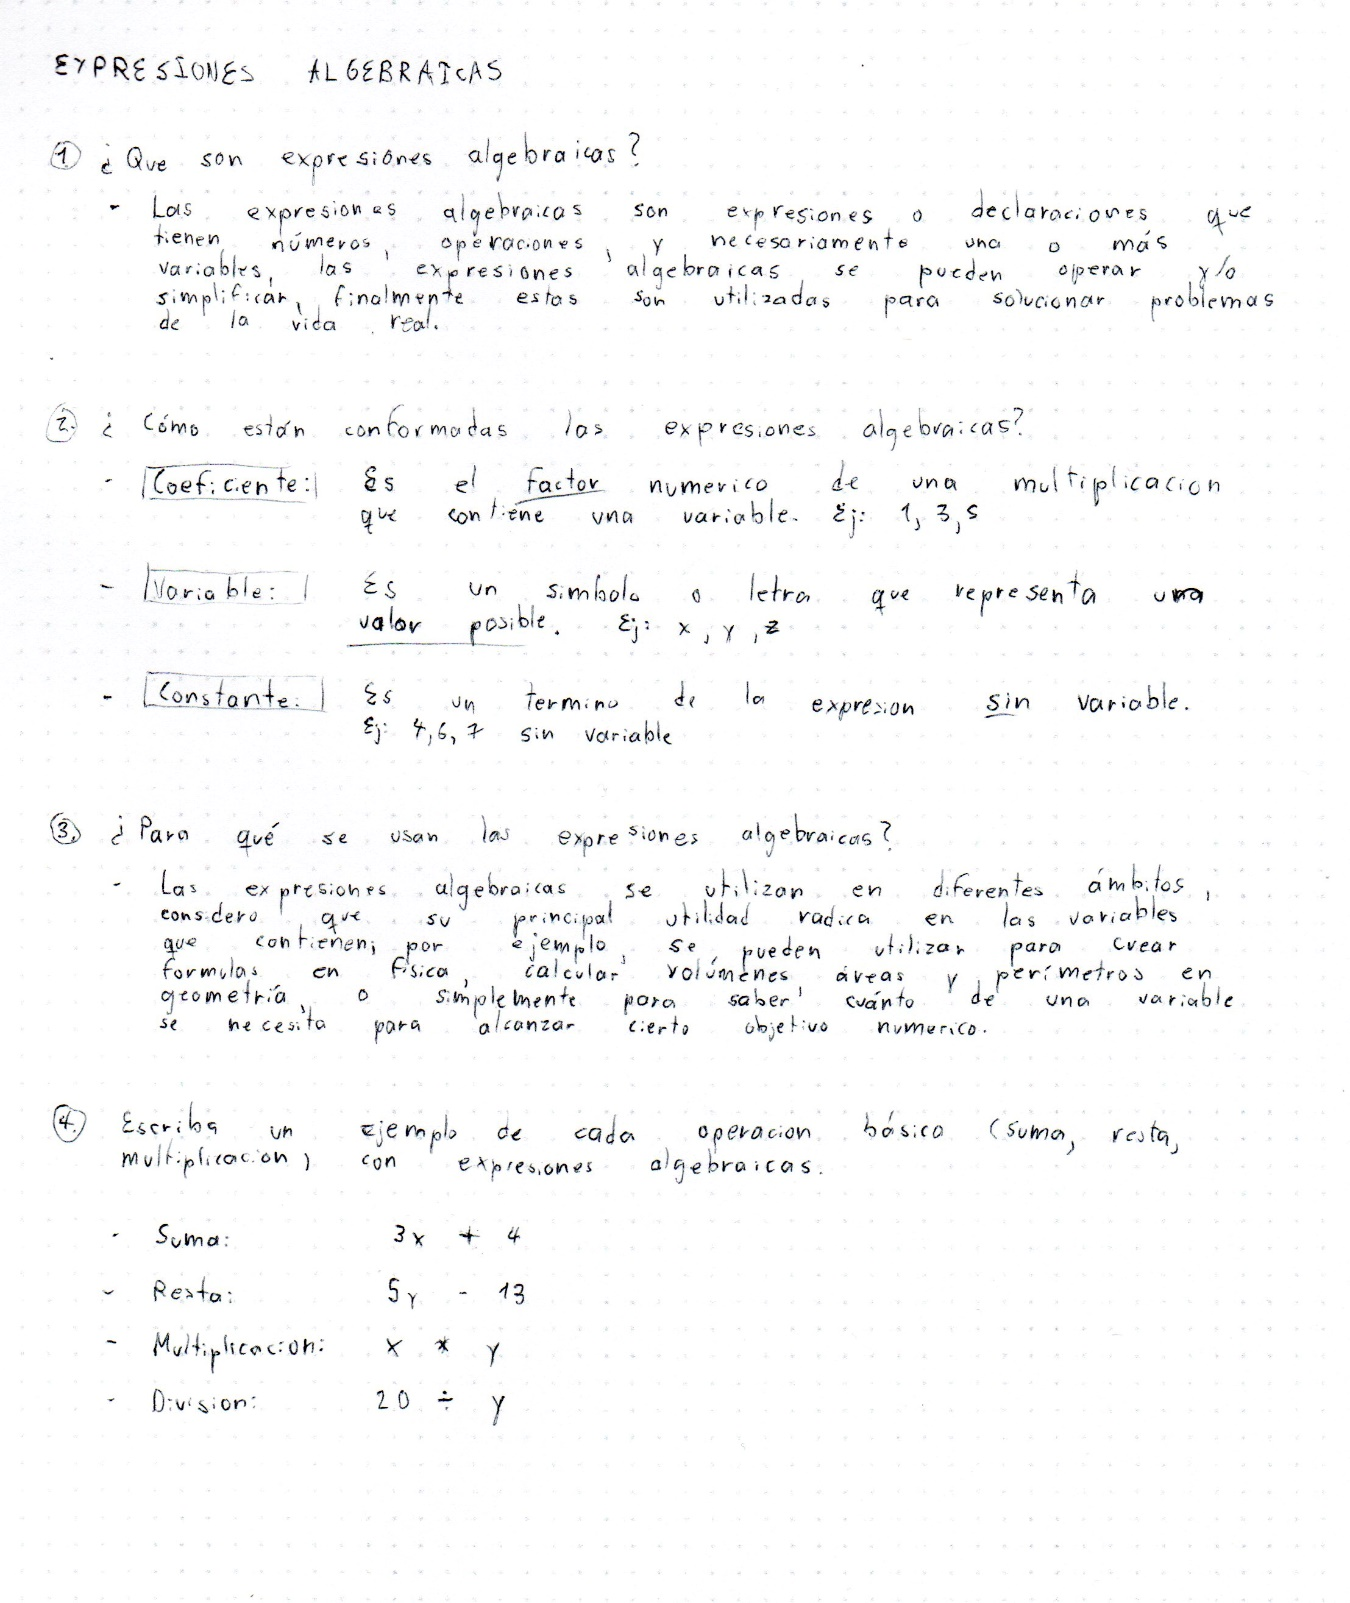 EXPRESIONES ALGEBRAICAS
1 ¿Que son expresiónes algebraicas?
- Las expresiones algebraicas son expresiones o declaraciones que
tienen números, operaciones, y necesariamente una o más
variables, las expresiones algebraicas se pueden operar y/o
simplificar, finalmente estas son utilizadas para solucionar problemas
de la vida real.
2. ¿Cómo están conformadas las expresiones algebraicas?
- Coeficiente: Es el factor numerico de una multiplicacion
que contiene una variable. Ej: 1, 3, 5
- Variable: Es un simbolo o letra que representa una
valor posible. Ej: x, y, z
- Constante: Es un termino de la expresion sin variable.
Ej: 4, 6, 7 sin variable
3. ¿Para qué se usan las expresiones algebraicas?
- Las expresiones algebraicas se utilizan en diferentes ámbitos,
considero que su principal utilidad radica en las variables
que contienen; por ejemplo, se pueden utilizar para crear
formulas en física, calcular volúmenes áreas y perímetros en
geometría, o simplemente para saber cuánto de una variable
se necesita para alcanzar cierto objetivo numerico.
4. Escriba un ejemplo de cada operacion básica (suma, resta,
multiplicacion) con expresiones algebraicas.
- Suma: 3x + 4
- Resta: 5y - 13
- Multiplicacion: x * y
- Division: 20 ÷ y